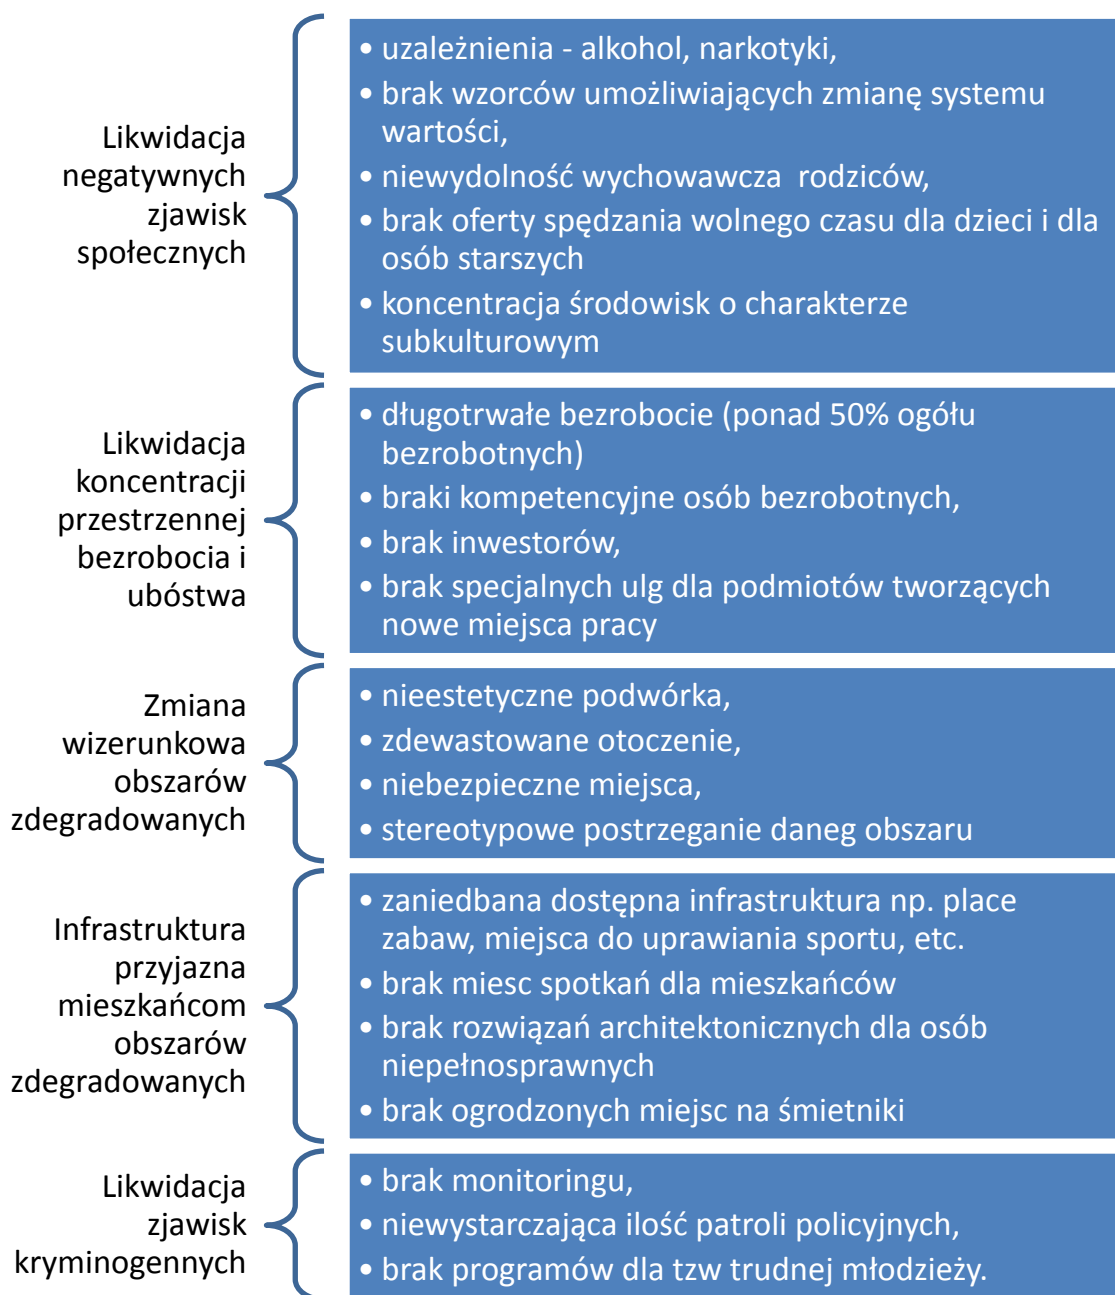 Likwidacja
negatywnych
zjawisk
społecznych
• uzależnienia - alkohol, narkotyki,
• brak wzorców umożliwiających zmianę systemu
wartości,
• niewydolność wychowawcza  rodziców,
• brak oferty spędzania wolnego czasu dla dzieci i dla
osób starszych
• koncentracja środowisk o charakterze
subkulturowym
Likwidacja
koncentracji
przestrzennej
bezrobocia i
ubóstwa
• długotrwałe bezrobocie (ponad 50% ogółu
bezrobotnych)
• braki kompetencyjne osób bezrobotnych,
• brak inwestorów,
• brak specjalnych ulg dla podmiotów tworzących
nowe miejsca pracy
Zmiana
wizerunkowa
obszarów
zdegradowanych
• nieestetyczne podwórka,
• zdewastowane otoczenie,
• niebezpieczne miejsca,
• stereotypowe postrzeganie daneg obszaru
Infrastruktura
przyjazna
mieszkańcom
obszarów
zdegradowanych
• zaniedbana dostępna infrastruktura np. place
zabaw, miejsca do uprawiania sportu, etc.
• brak miesc spotkań dla mieszkańców
• brak rozwiązań architektonicznych dla osób
niepełnosprawnych
• brak ogrodzonych miejsc na śmietniki
Likwidacja
zjawisk
kryminogennych
• brak monitoringu,
• niewystarczająca ilość patroli policyjnych,
• brak programów dla tzw trudnej młodzieży.